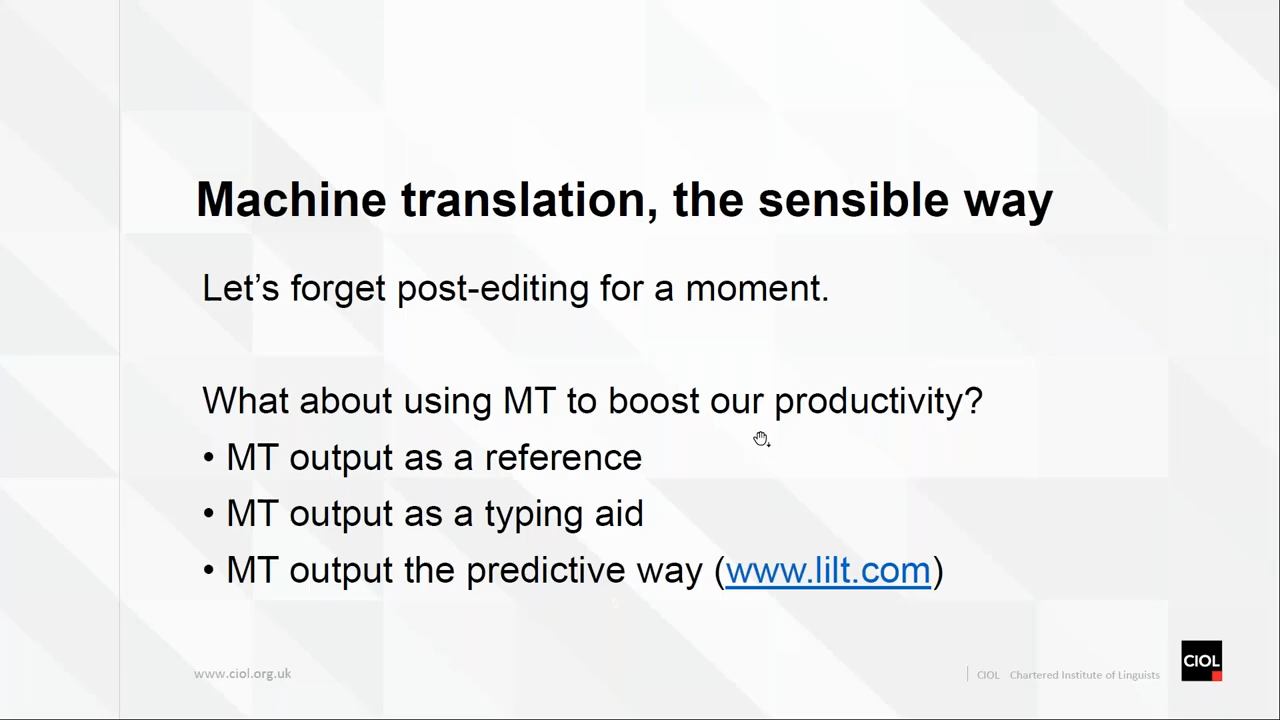 Machine translation, the sensible way
Let’s forget post-editing for a moment.
What about using MT to boost our productivity?
• MT output as a reference
• MT output as a typing aid
• MT output the predictive way (www.lilt.com)
www.ciol.org.uk
CIOL Chartered Institute of Linguists
CIOL